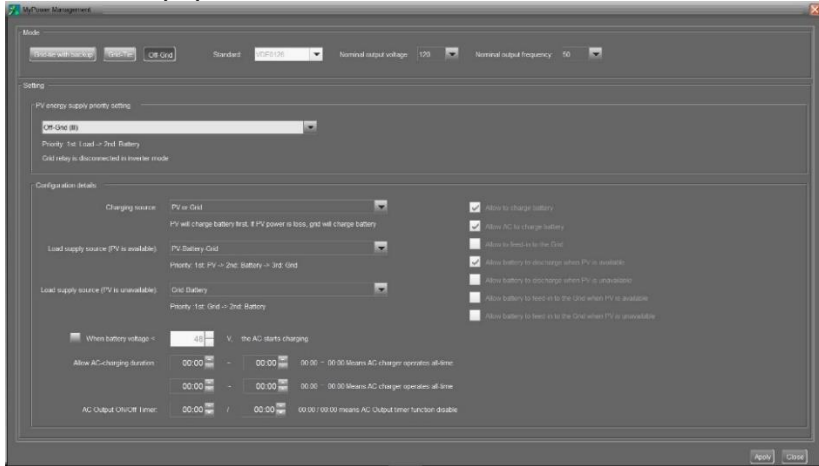 MyPower Management
Mode
Grid-tie with backup Grid-Tie Off Grid Standard: VDE0126 Nominal output voltage 120 Nominal output frequency 50
Setting
PV energy supply priority setting
Off-Grid (B)
Priority: 1st: Load -> 2nd: Battery
Grid relay is disconnected in inverter mode
Configuration details
Charging source: PV or Grid
PV will charge battery first, If PV power is loss, grid will charge battery
Load supply source (PV is available): PV-Battery-Grid
Priority: 1st: PV -> 2nd: Battery -> 3rd: Grid
Load supply source (PV is unavailable): Grid-Battery
Priority: 1st: Grid -> 2nd: Battery
Allow to charge battery
Allow AC to charge battery
Allow to feed-in to the Grid
Allow battery to discharge when PV is available
Allow battery to discharge when PV is unavailable
Allow battery to feed-in to the Grid when PV is available
Allow battery to feed-in to the Grid when PV is unavailable
When battery voltage < 48 V, the AC starts charging
Allow AC-charging duration: 00:00 - 00:00 00:00 ~ 00:00 Means AC charger operates all-time
00:00 - 00:00 00:00 ~ 00:00 Means AC charger operates all-time
AC Output ON/Off Timer: 00:00 / 00:00 00:00 / 00:00 means AC Output timer function disable
Apply Close